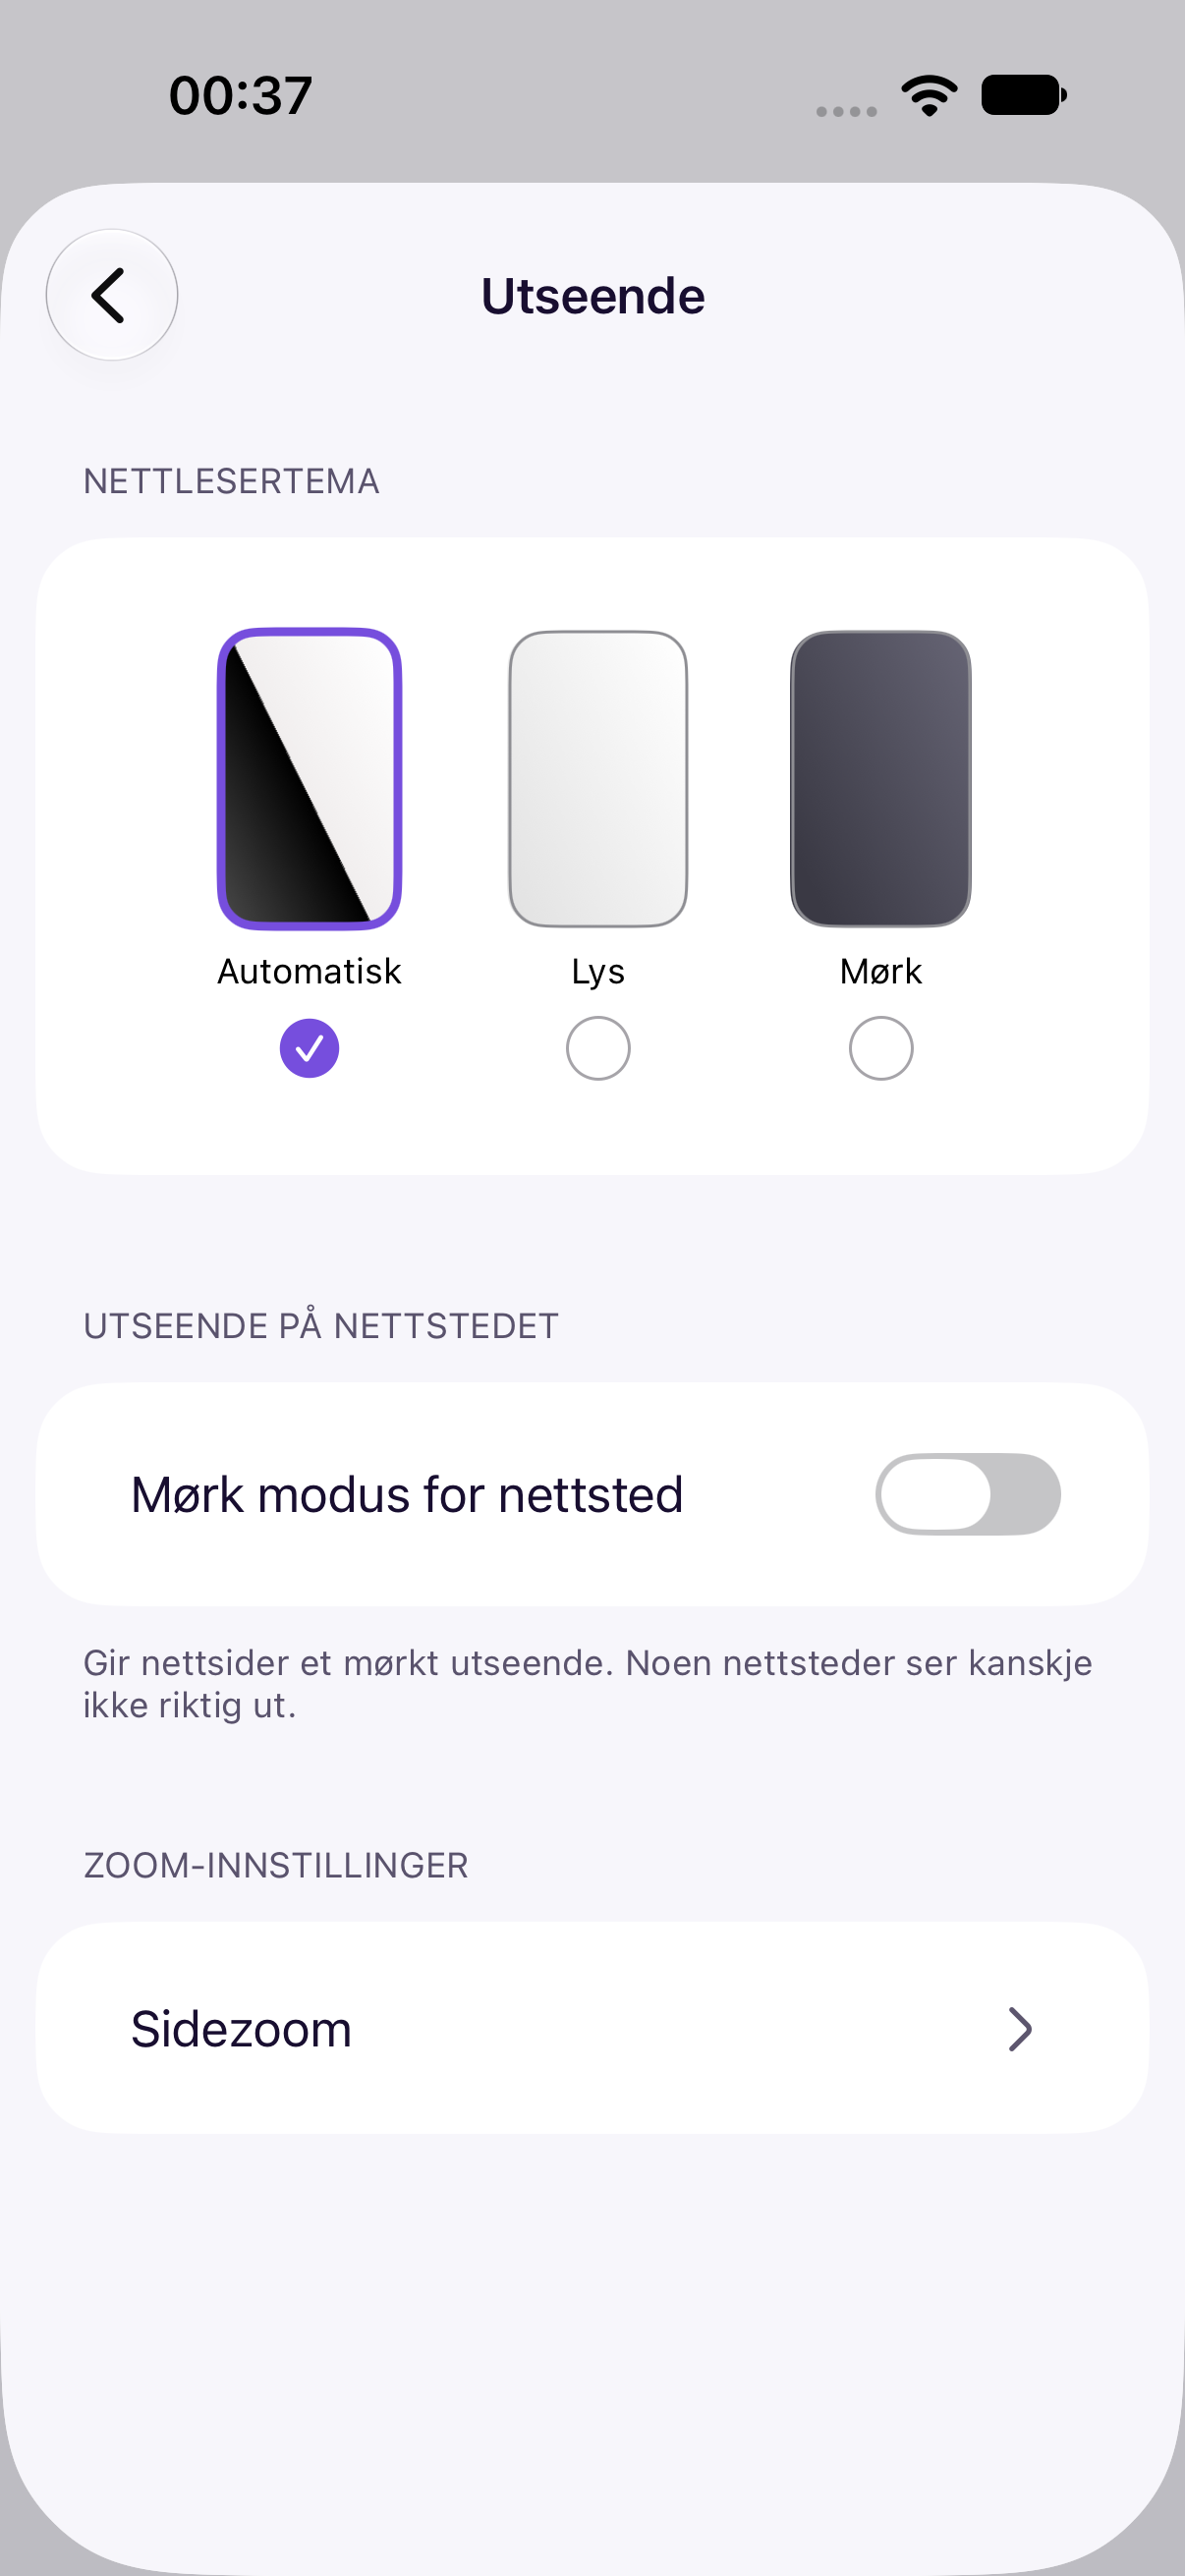 00:37
Utseende
NETTLESERTEMA
Automatisk
Lys
Mørk
UTSEENDE PÅ NETTSTEDET
Mørk modus for nettsted
Gir nettsider et mørkt utseende. Noen nettsteder ser kanskje
ikke riktig ut.
ZOOM-INNSTILLINGER
Sidezoom